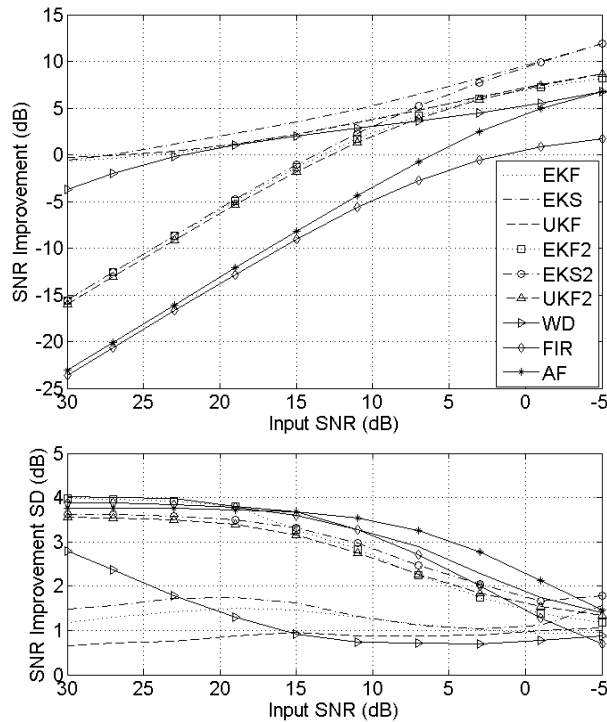 15
10
5
0
-5
-10
-15
-20
-25
SNR Improvement (dB)
30 25 20 15 10 5 0 -5
Input SNR (dB)
EKF
EKS
UKF
EKF2
EKS2
UKF2
WD
FIR
AF
5
4
3
2
1
0
SNR Improvement SD (dB)
30 25 20 15 10 5 0 -5
Input SNR (dB)